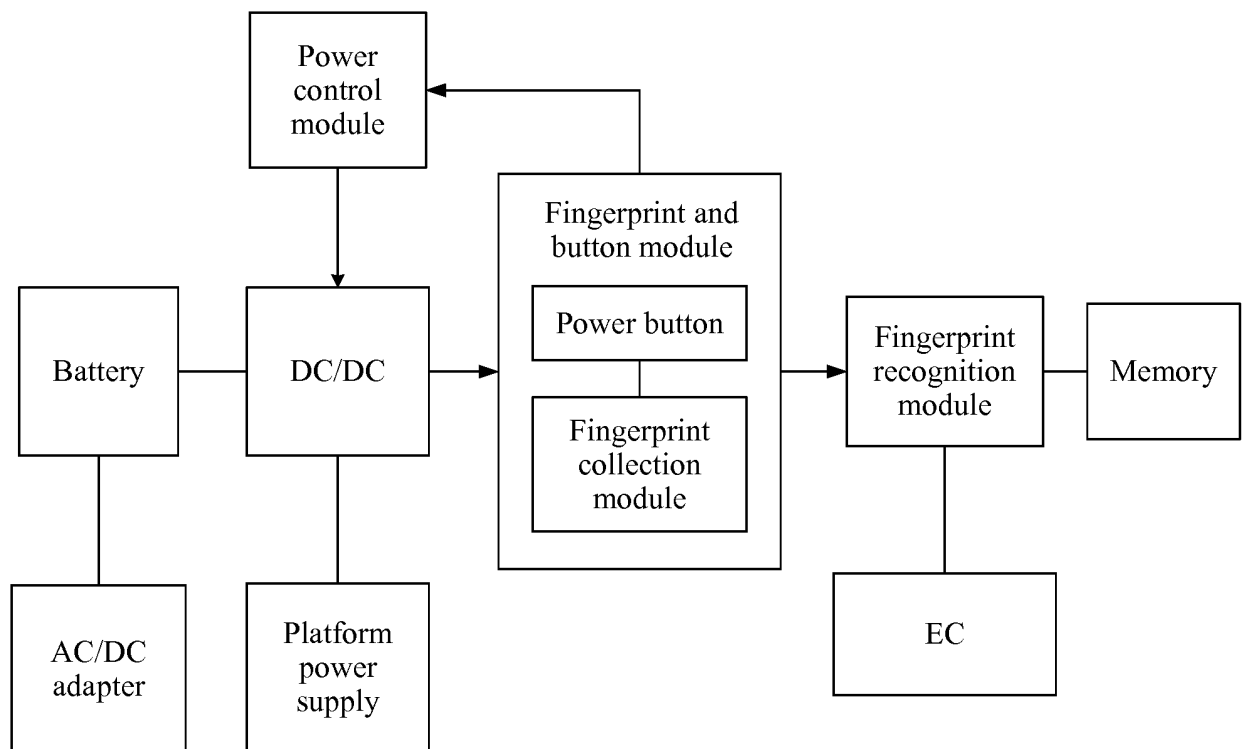 Power
control
module
Fingerprint and
button module
Power button
Fingerprint
collection
module
Battery
DC/DC
Fingerprint
recognition
module
Memory
AC/DC
adapter
Platform
power
supply
EC